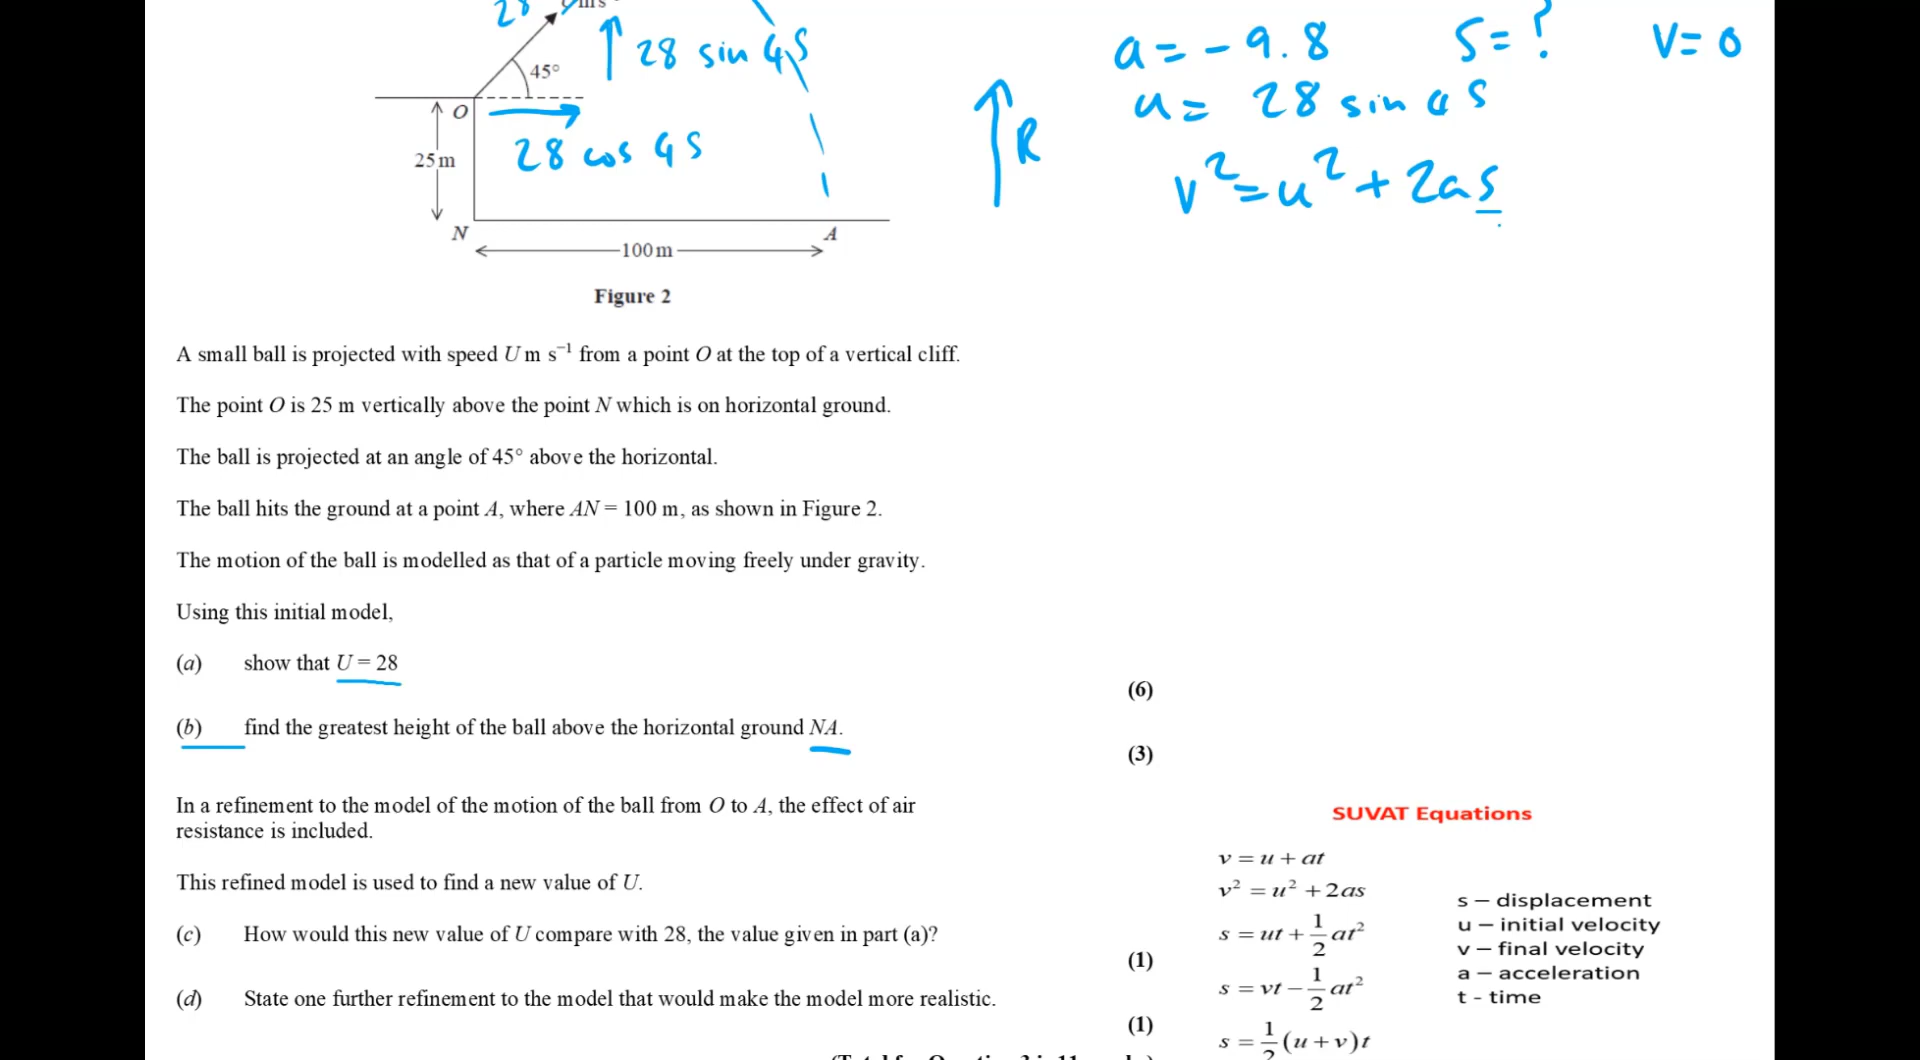 28 m s
45°
↑ 28 sin 45
a = - 9.8 s = ? v = 0
u = 28 sin 45
O
25 m
28 cos 45
R
v² = u² + 2as
N
A
100 m
Figure 2
A small ball is projected with speed U m s⁻¹ from a point O at the top of a vertical cliff.
The point O is 25 m vertically above the point N which is on horizontal ground.
The ball is projected at an angle of 45° above the horizontal.
The ball hits the ground at a point A, where AN = 100 m, as shown in Figure 2.
The motion of the ball is modelled as that of a particle moving freely under gravity.
Using this initial model,
(a) show that U = 28
(6)
(b) find the greatest height of the ball above the horizontal ground NA.
(3)
In a refinement to the model of the motion of the ball from O to A, the effect of air
resistance is included.
This refined model is used to find a new value of U.
(c) How would this new value of U compare with 28, the value given in part (a)?
(1)
(d) State one further refinement to the model that would make the model more realistic.
(1)
SUVAT Equations
v = u + at
v² = u² + 2as
s = ut + 1/2 at²
s = vt − 1/2 at²
s = 1/2 (u + v)t
s – displacement
u – initial velocity
v – final velocity
a – acceleration
t - time